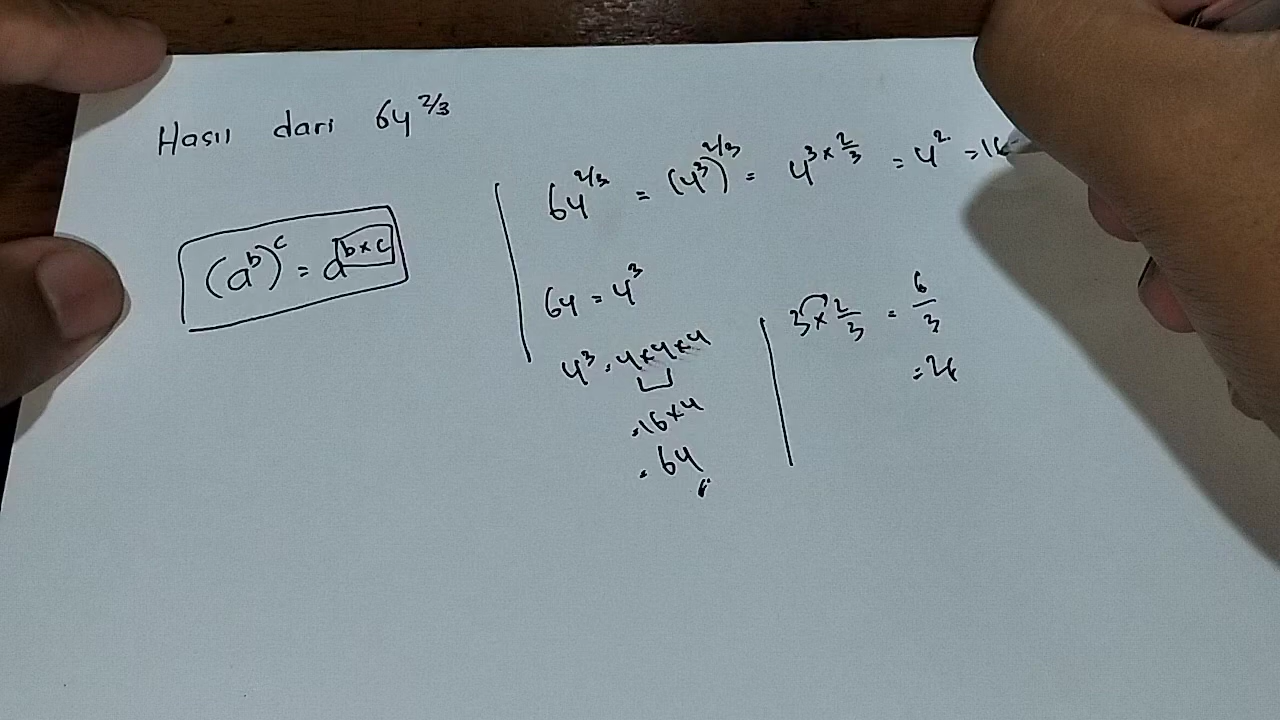 Hasil dari 64^2/3
(a^b)^c = a^b×c
64^2/3 = (4^3)^2/3 = 4^3×2/3 = 4^2 = 16
64 = 4^3
4^3 = 4×4×4
= 16×4
= 64
3×2/3 = 6/3
= 2